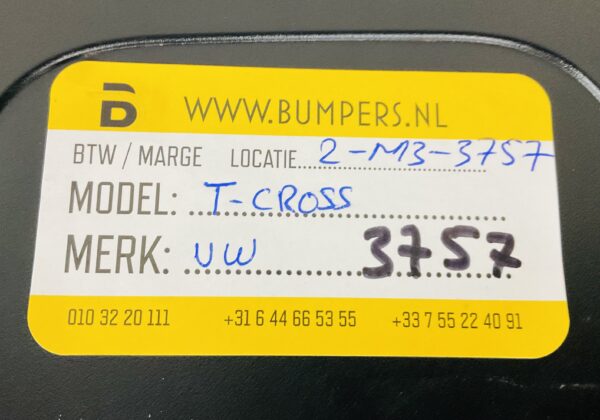 B WWW.BUMPERS.NL
BTW / MARGE LOCATIE 2-M3-3757
MODEL: T-CROSS
MERK: VW 3757
010 32 20 111 +31 6 44 66 53 55 +33 7 55 22 40 91